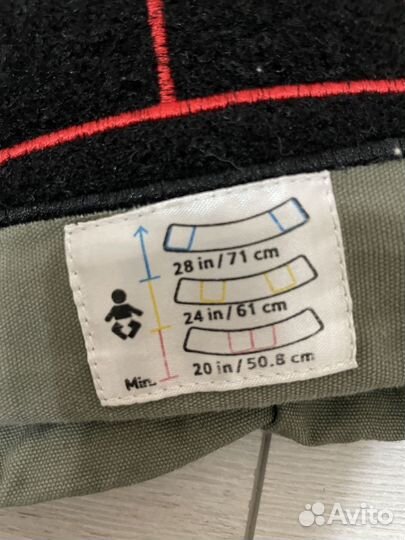 28 in/71 cm
24 in/61 cm
20 in/50.8 cm
Min.
Avito